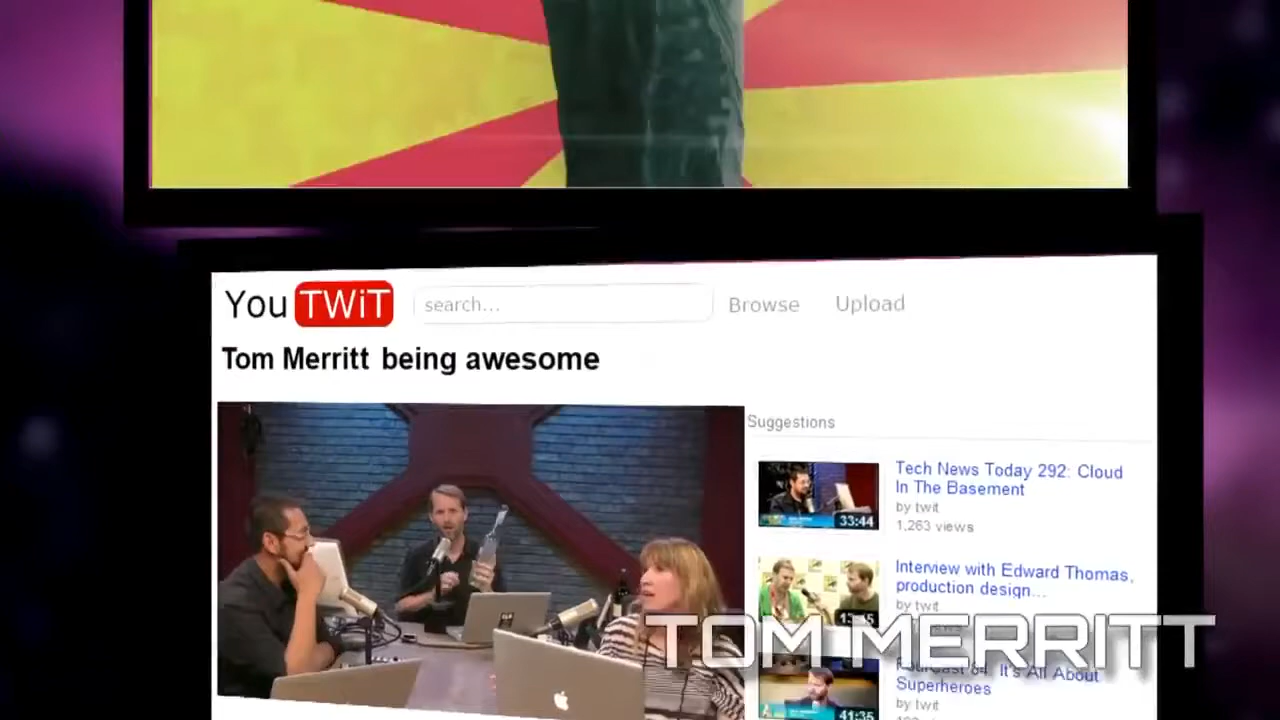 You TWiT search... Browse Upload
Tom Merritt being awesome
Suggestions
Tech News Today 292: Cloud
In The Basement
by twit
1,263 views
33:44
Interview with Edward Thomas,
production design...
by twit
TOM MERRITT
It's All About
Superheroes
by twit
41:35